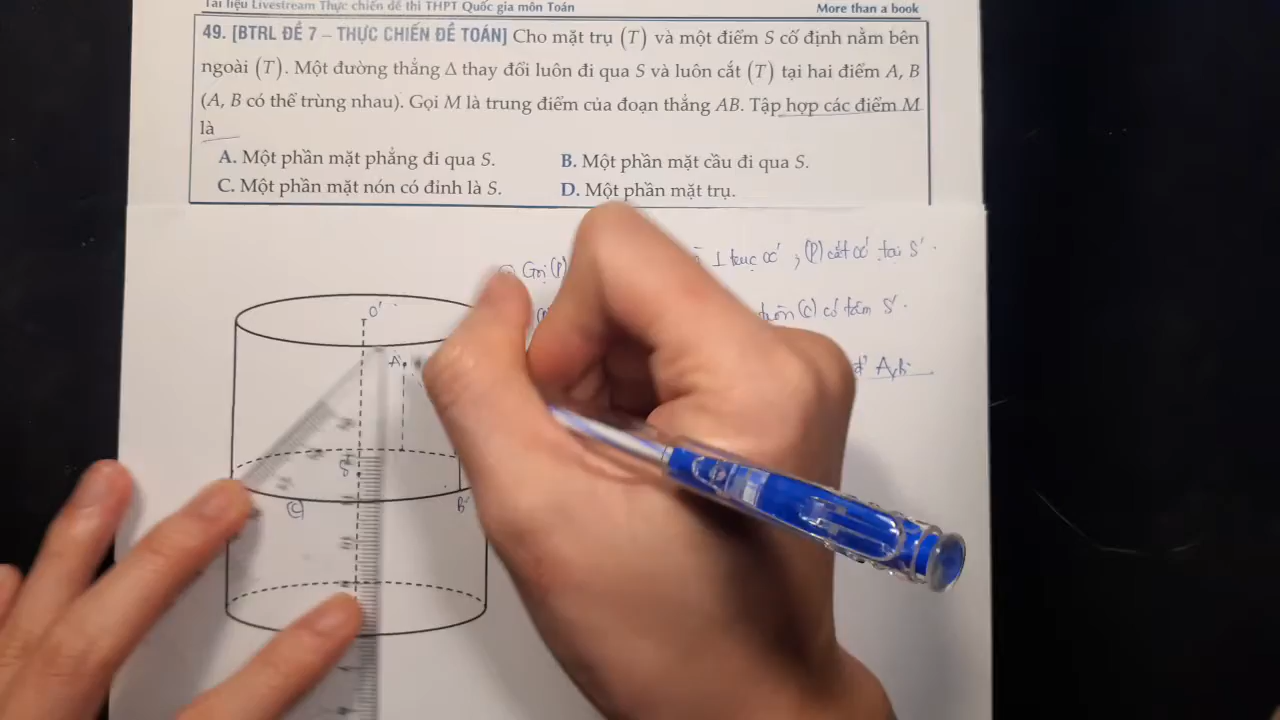 Tài liệu Livestream Thực chiến đề thi THPT Quốc gia môn Toán
More than a book
49. [BTRL ĐỀ 7 – THỰC CHIẾN ĐỀ TOÁN] Cho mặt trụ (T) và một điểm S cố định nằm bên
ngoài (T). Một đường thẳng Δ thay đổi luôn đi qua S và luôn cắt (T) tại hai điểm A, B
(A, B có thể trùng nhau). Gọi M là trung điểm của đoạn thẳng AB. Tập hợp các điểm M
là
A. Một phần mặt phẳng đi qua S.
B. Một phần mặt cầu đi qua S.
C. Một phần mặt nón có đỉnh là S.
D. Một phần mặt trụ.
Gọi (P) ⊥ trục OO' , (P) cắt OO' tại S' .
(C) có tâm S' .
O'
A
A, B
S'
(C)
B'